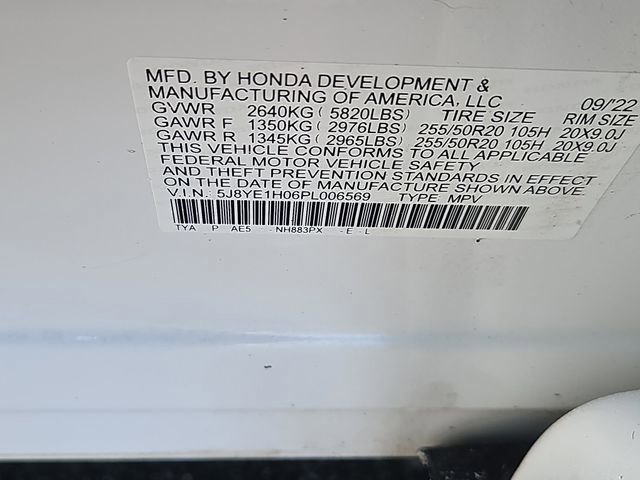 MFD. BY HONDA DEVELOPMENT &
MANUFACTURING OF AMERICA, LLC 09/'22
GVWR 2640KG ( 5820LBS) TIRE SIZE RIM SIZE
GAWR F 1350KG ( 2976LBS) 255/50R20 105H 20X9.0J
GAWR R 1345KG ( 2965LBS) 255/50R20 105H 20X9.0J
THIS VEHICLE CONFORMS TO ALL APPLICABLE
FEDERAL MOTOR VEHICLE SAFETY
AND THEFT PREVENTION STANDARDS IN EFFECT
ON THE DATE OF MANUFACTURE SHOWN ABOVE.
V.I.N: 5J8YE1H06PL006569 TYPE: MPV
TYA P AE5 - NH883PX - E - L